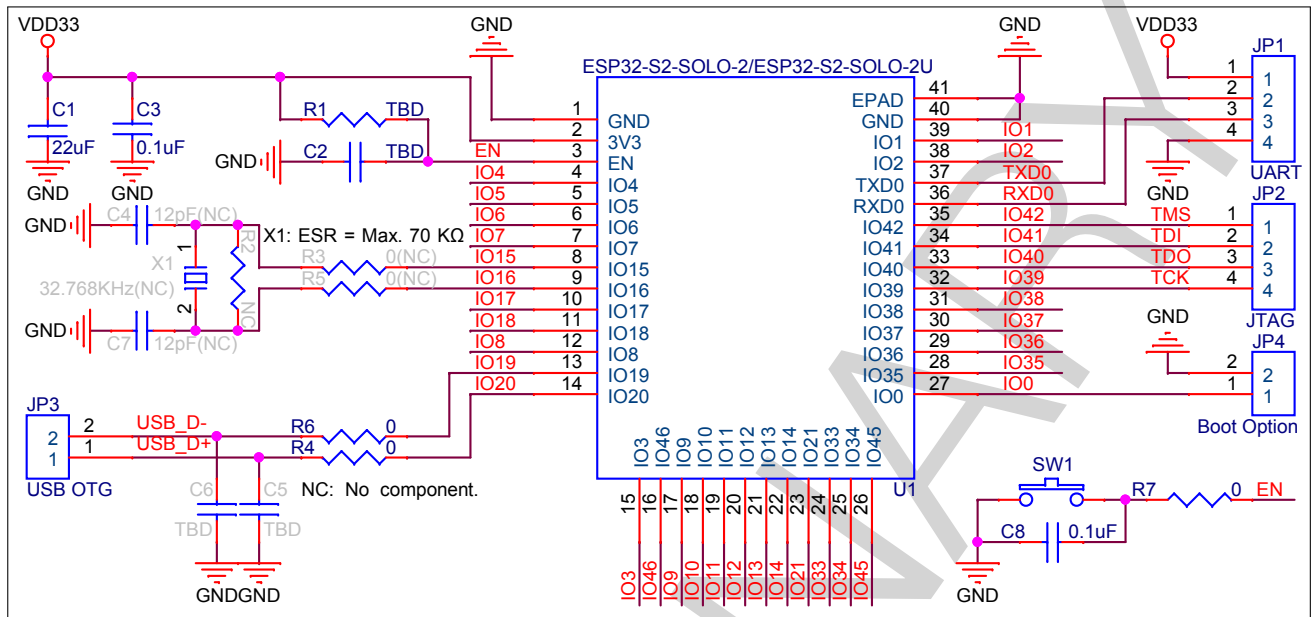 VDD33
GND
GND
VDD33
JP1
ESP32-S2-SOLO-2/ESP32-S2-SOLO-2U
C1
22uF
GND
C3
0.1uF
GND
R1 TBD
GND C2 TBD
EN
IO4
IO5
IO6
IO7
IO15
IO16
IO17
IO18
IO8
IO19
IO20
1 GND
2 3V3
3 EN
4 IO4
5 IO5
6 IO6
7 IO7
8 IO15
9 IO16
10 IO17
11 IO18
12 IO8
13 IO19
14 IO20
EPAD 41
GND 40
IO1 39 IO1
IO2 38 IO2
TXD0 37 TXD0
RXD0 36 RXD0
IO42 35 IO42 TMS 1 1
IO41 34 IO41 TDI 2 2
IO40 33 IO40 TDO 3 3
IO39 32 IO39 TCK 4 4
IO38 31 IO38
IO37 30 IO37
IO36 29 IO36
IO35 28 IO35
IO0 27 IO0
1 1
2 2
3 3
4 4
GND
UART
JP2
JTAG
GND
JP4
2 2
1 1
Boot Option
GND C4 12pF(NC)
X1: ESR = Max. 70 KΩ
R2
NC
1
X1
32.768KHz(NC)
2
R3 0(NC)
R5 0(NC)
GND C7 12pF(NC)
JP3
2 2 USB_D- R6 0
1 1 USB_D+ R4 0
USB OTG
C6
TBD
C5
TBD
NC: No component.
GND GND
IO3 IO46 IO9 IO10 IO11 IO12 IO13 IO14 IO21 IO33 IO34 IO45
U1
15 16 17 18 19 20 21 22 23 24 25 26
IO3 IO46 IO9 IO10 IO11 IO12 IO13 IO14 IO21 IO33 IO34 IO45
SW1
R7 0 EN
C8 0.1uF
GND